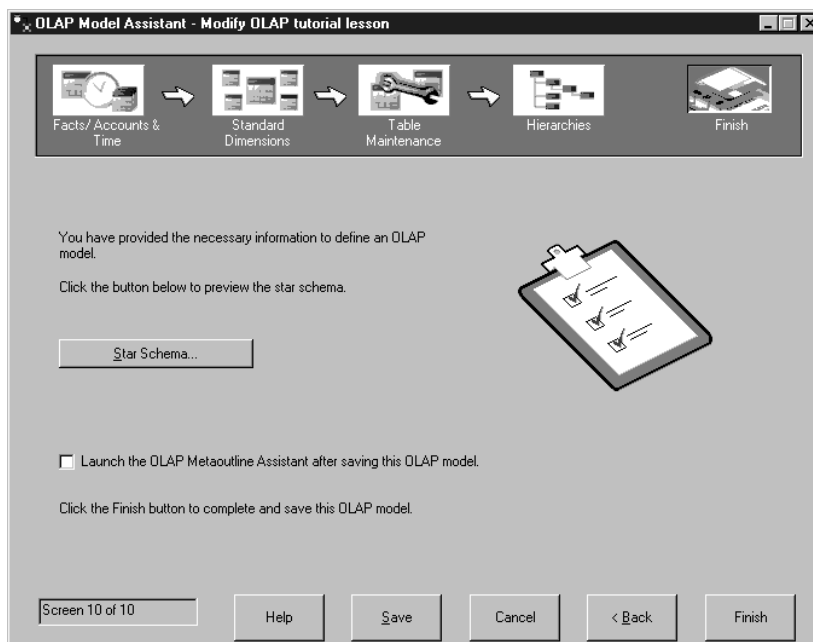 OLAP Model Assistant - Modify OLAP tutorial lesson
Facts/ Accounts &
Time
Standard
Dimensions
Table
Maintenance
Hierarchies
Finish
You have provided the necessary information to define an OLAP
model.
Click the button below to preview the star schema.
Star Schema...
Launch the OLAP Metaoutline Assistant after saving this OLAP model.
Click the Finish button to complete and save this OLAP model.
Screen 10 of 10
Help
Save
Cancel
< Back
Finish